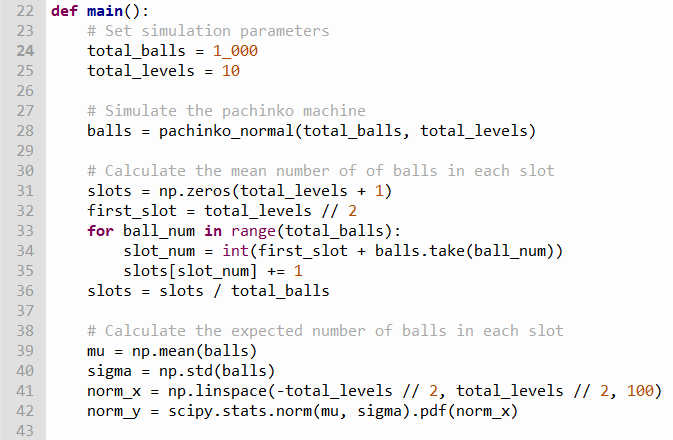 22 def main():
23     # Set simulation parameters
24     total_balls = 1_000
25     total_levels = 10
26
27     # Simulate the pachinko machine
28     balls = pachinko_normal(total_balls, total_levels)
29
30     # Calculate the mean number of of balls in each slot
31     slots = np.zeros(total_levels + 1)
32     first_slot = total_levels // 2
33     for ball_num in range(total_balls):
34         slot_num = int(first_slot + balls.take(ball_num))
35         slots[slot_num] += 1
36     slots = slots / total_balls
37
38     # Calculate the expected number of balls in each slot
39     mu = np.mean(balls)
40     sigma = np.std(balls)
41     norm_x = np.linspace(-total_levels // 2, total_levels // 2, 100)
42     norm_y = scipy.stats.norm(mu, sigma).pdf(norm_x)
43